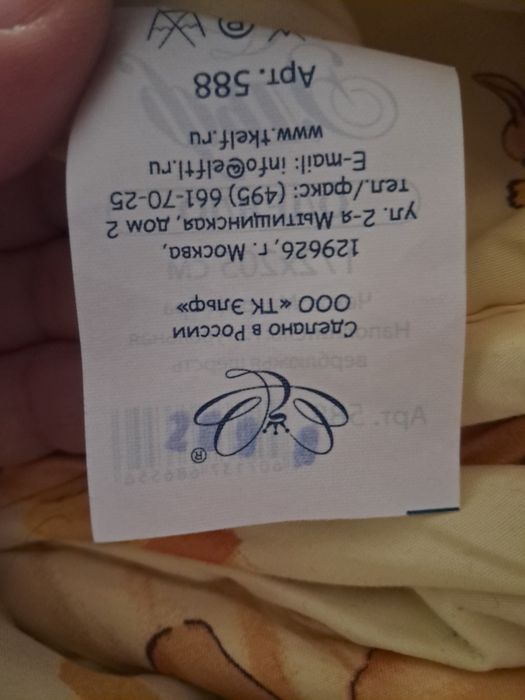 ®
Сделано в России
ООО «ТК Эльф»
129626, г. Москва,
ул. 2-я Мытищинская, дом 2
тел./факс: (495) 661-70-25
E-mail: info@elftl.ru
www.tkelf.ru
Арт. 588